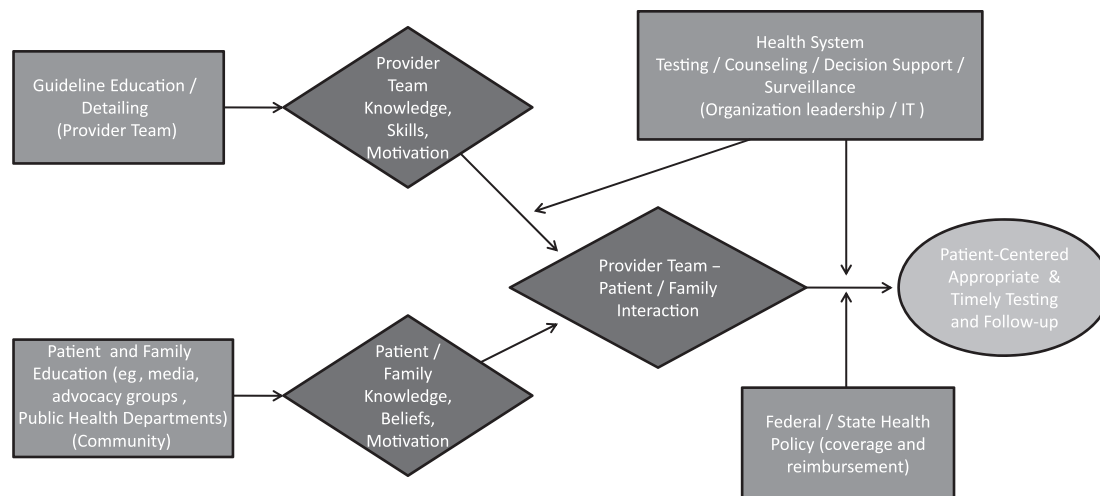 Guideline Education /
Detailing
(Provider Team)
Provider
Team
Knowledge,
Skills,
Motivation
Health System
Testing / Counseling / Decision Support /
Surveillance
(Organization leadership / IT )
Provider Team –
Patient / Family
Interaction
Patient-Centered
Appropriate &
Timely Testing
and Follow-up
Patient and Family
Education (eg, media,
advocacy groups ,
Public Health Departments)
(Community)
Patient /
Family
Knowledge,
Beliefs,
Motivation
Federal / State Health
Policy (coverage and
reimbursement)